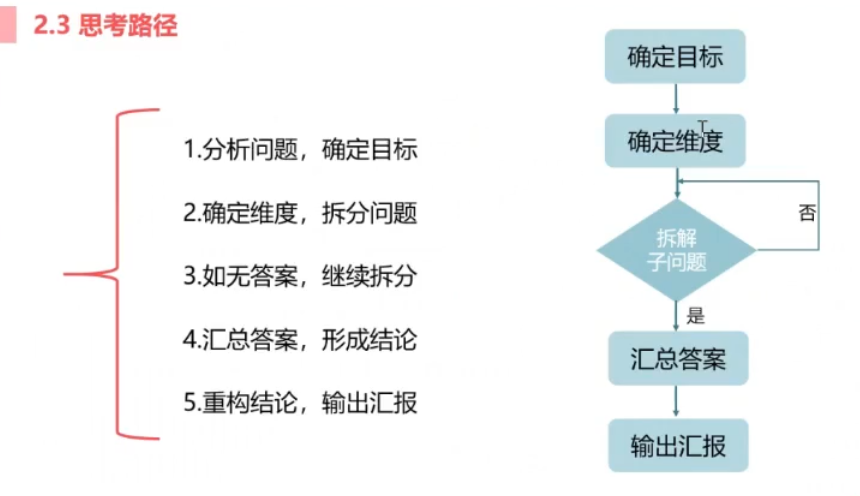 2.3 思考路径
1.分析问题，确定目标
2.确定维度，拆分问题
3.如无答案，继续拆分
4.汇总答案，形成结论
5.重构结论，输出汇报
确定目标
确定维度
拆解
子问题
否
是
汇总答案
输出汇报